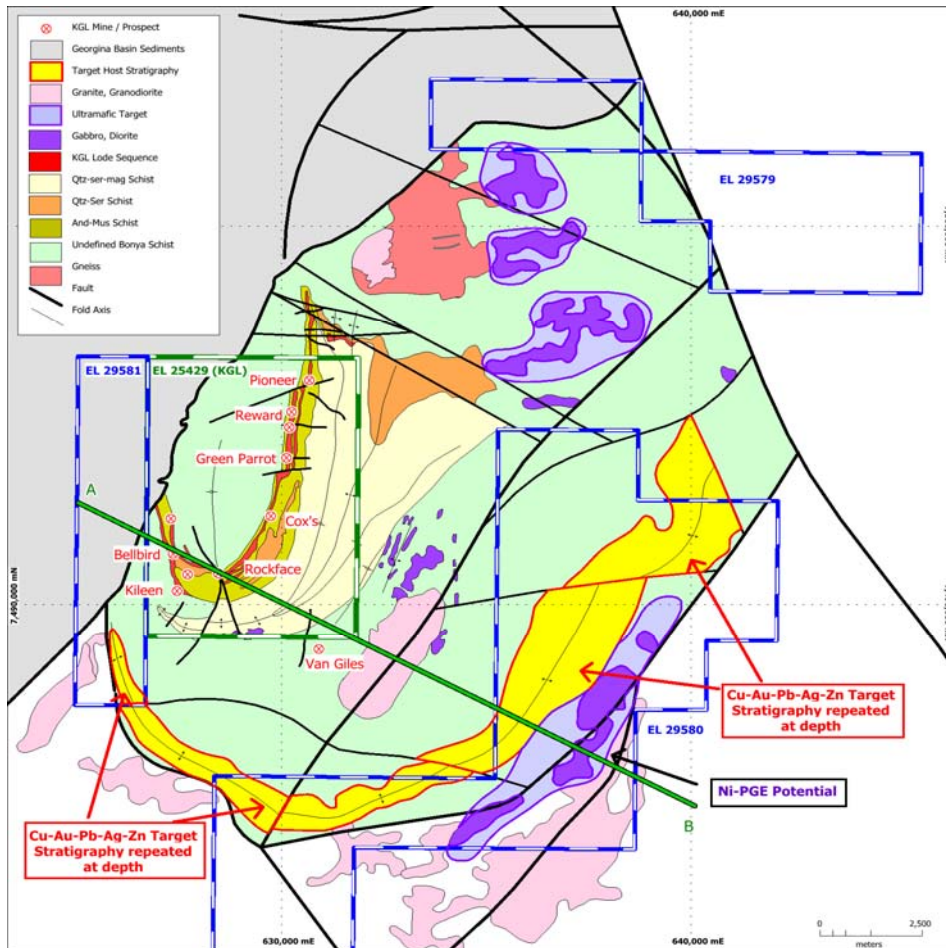 640,000 mE
KGL Mine / Prospect
Georgina Basin Sediments
Target Host Stratigraphy
Granite, Granodiorite
Ultramafic Target
Gabbro, Diorite
KGL Lode Sequence
Qtz-ser-mag Schist
Qtz-Ser Schist
And-Mus Schist
Undefined Bonya Schist
Gneiss
Fault
Fold Axis
EL 29579
EL 29581
EL 25429 (KGL)
Pioneer
Reward
Green Parrot
A
Cox's
Bellbird
Rockface
Kileen
7,490,000 mN
Van Giles
Cu-Au-Pb-Ag-Zn Target
Stratigraphy repeated
at depth
EL 29580
Ni-PGE Potential
B
Cu-Au-Pb-Ag-Zn Target
Stratigraphy repeated
at depth
630,000 mE
640,000 mE
0 2,500
meters